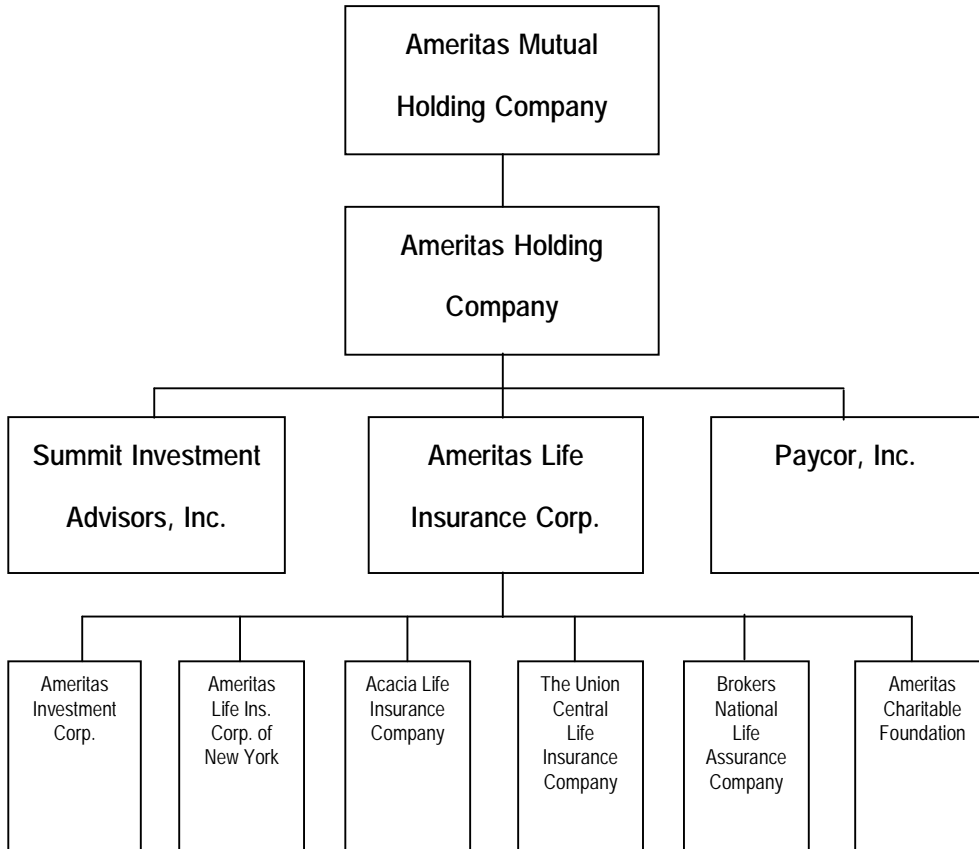 Ameritas Mutual
Holding Company
Ameritas Holding
Company
Summit Investment
Advisors, Inc.
Ameritas Life
Insurance Corp.
Paycor, Inc.
Ameritas
Investment
Corp.
Ameritas
Life Ins.
Corp. of
New York
Acacia Life
Insurance
Company
The Union
Central
Life
Insurance
Company
Brokers
National
Life
Assurance
Company
Ameritas
Charitable
Foundation